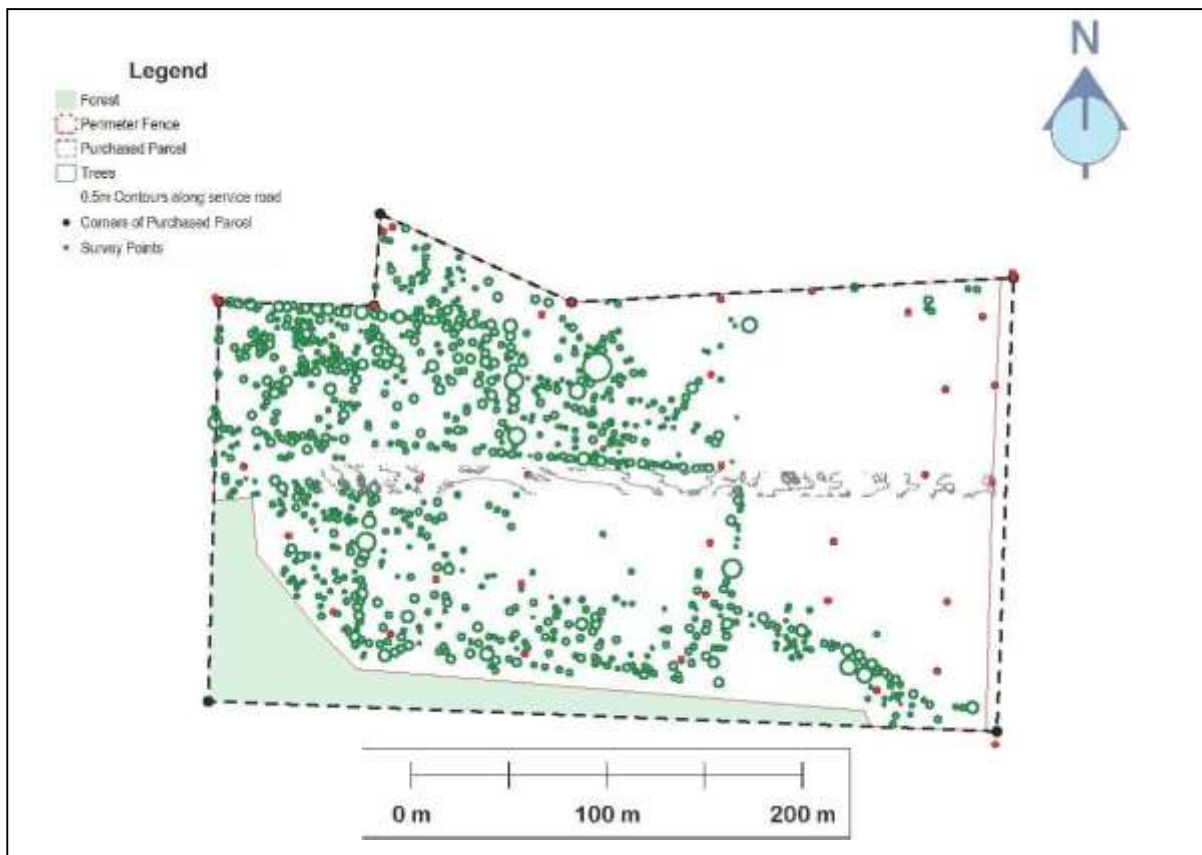 N
Legend
Forest
Perimeter Fence
Purchased Parcel
Trees
0.5m Contours along service road
Corners of Purchased Parcel
Survey Points
0 m 100 m 200 m